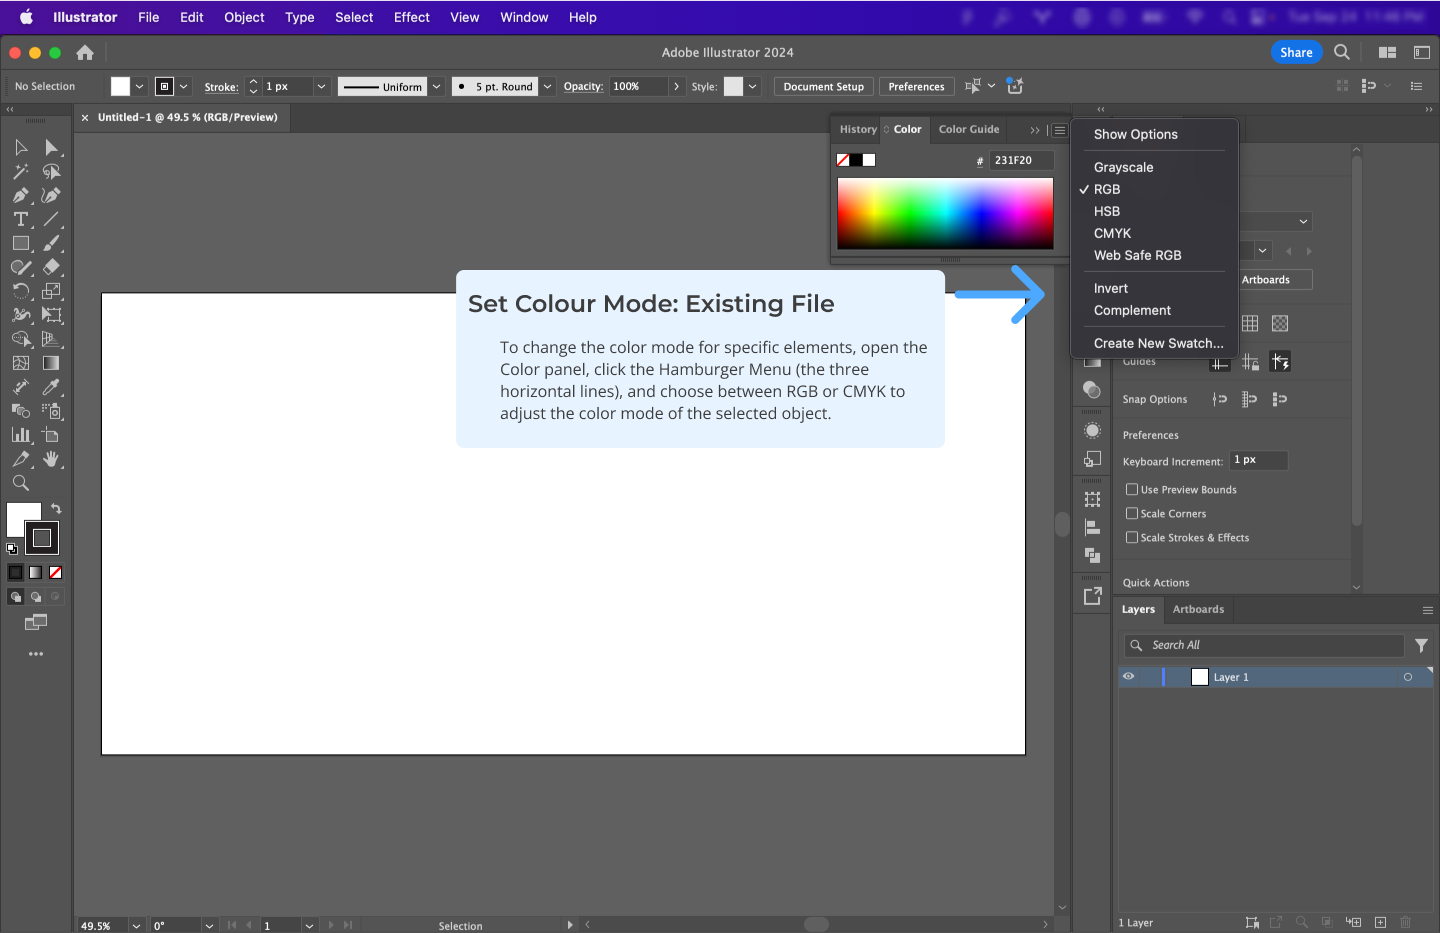 Illustrator File Edit Object Type Select Effect View Window Help
Adobe Illustrator 2024
Share
No Selection
Stroke:
1 px
Uniform
5 pt. Round
Opacity:
100%
Style:
Document Setup
Preferences
Untitled-1 @ 49.5 % (RGB/Preview)
History
Color
Color Guide
# 231F20
Show Options
Grayscale
RGB
HSB
CMYK
Web Safe RGB
Invert
Complement
Create New Swatch...
Set Colour Mode: Existing File
To change the color mode for specific elements, open the
Color panel, click the Hamburger Menu (the three
horizontal lines), and choose between RGB or CMYK to
adjust the color mode of the selected object.
Artboards
Guides
Snap Options
Preferences
Keyboard Increment: 1 px
Use Preview Bounds
Scale Corners
Scale Strokes & Effects
Quick Actions
Layers
Artboards
Search All
Layer 1
1 Layer
49.5%
0°
1
Selection